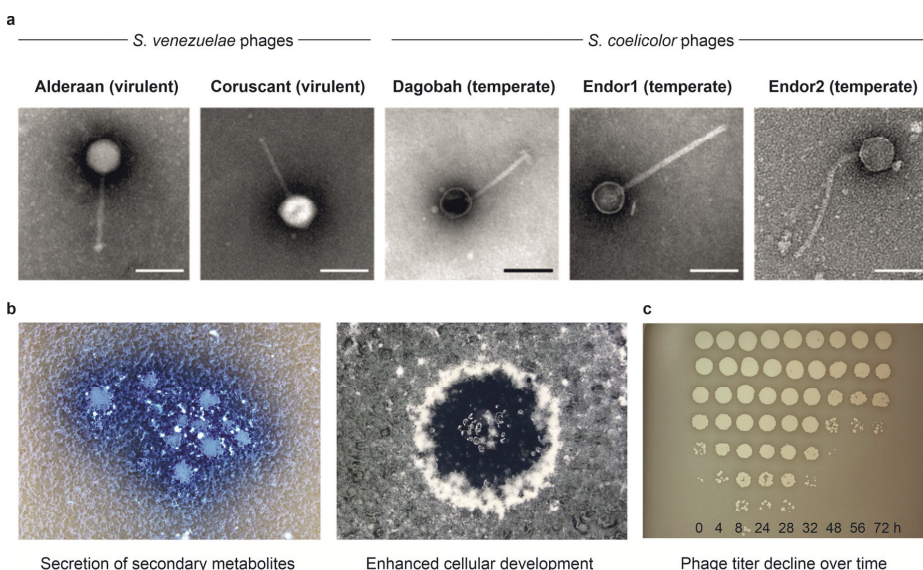 a
S. venezuelae phages
S. coelicolor phages
Alderaan (virulent)
Coruscant (virulent)
Dagobah (temperate)
Endor1 (temperate)
Endor2 (temperate)
b
c
0 4 8 24 28 32 48 56 72 h
Secretion of secondary metabolites
Enhanced cellular development
Phage titer decline over time